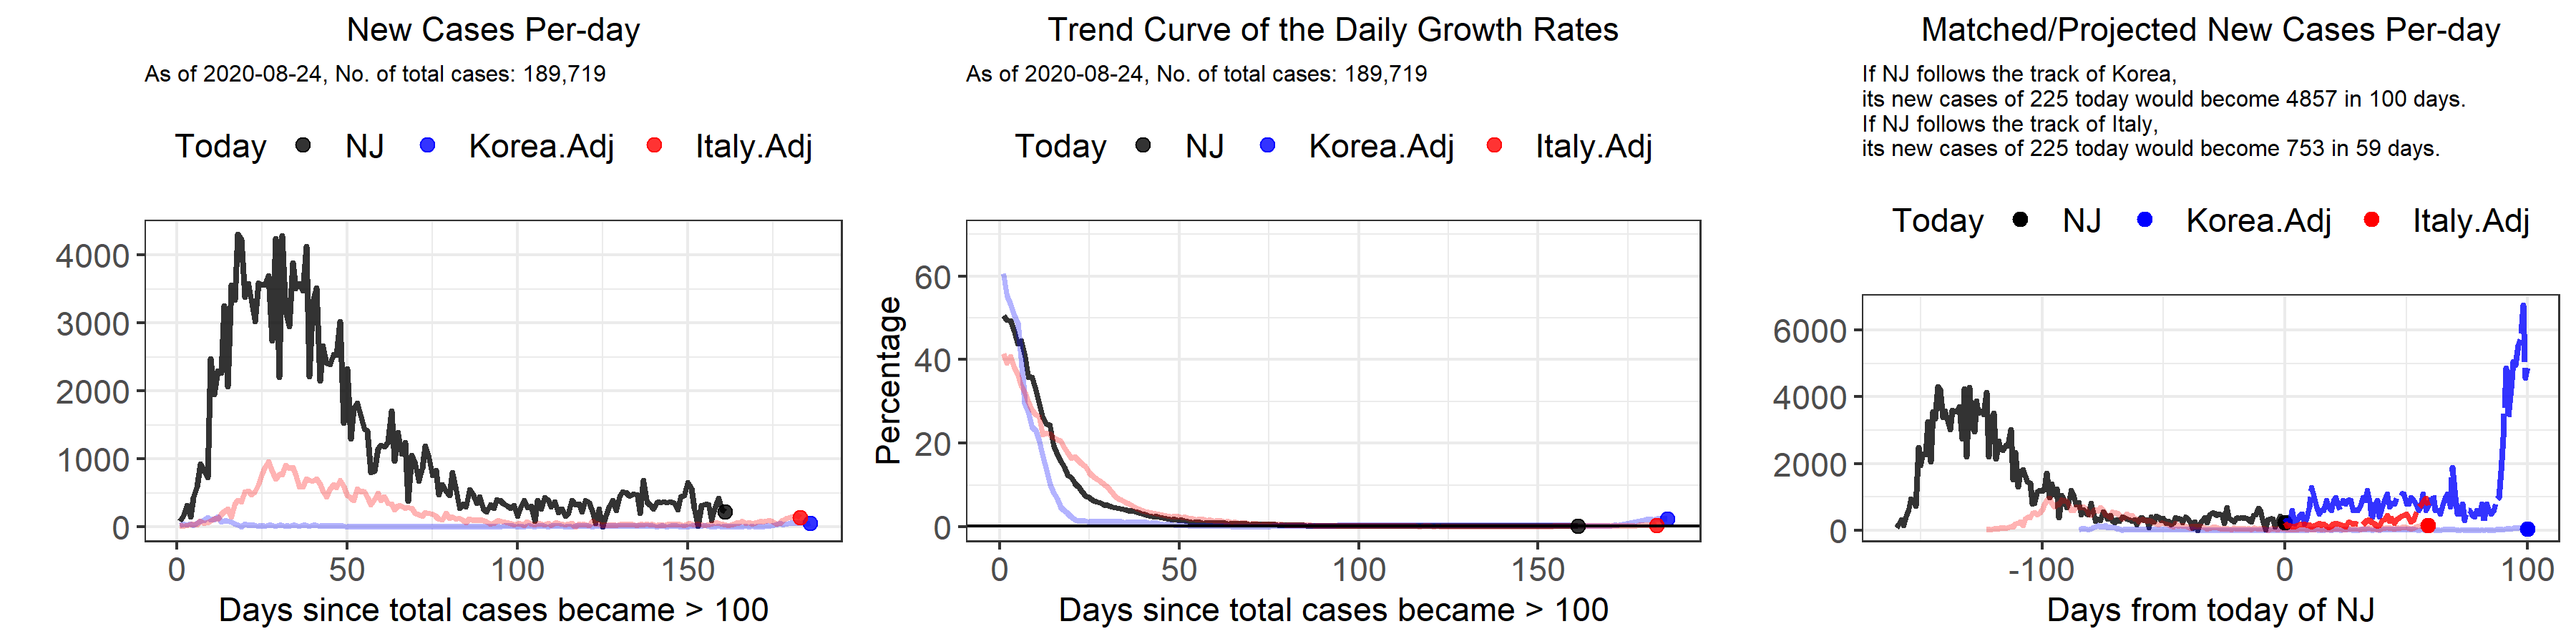 New Cases Per-day
As of 2020-08-24, No. of total cases: 189,719
Today NJ Korea.Adj Italy.Adj
4000
3000
2000
1000
0
0 50 100 150
Days since total cases became > 100
Trend Curve of the Daily Growth Rates
As of 2020-08-24, No. of total cases: 189,719
Today NJ Korea.Adj Italy.Adj
Percentage
60
40
20
0
0 50 100 150
Days since total cases became > 100
Matched/Projected New Cases Per-day
If NJ follows the track of Korea,
its new cases of 225 today would become 4857 in 100 days.
If NJ follows the track of Italy,
its new cases of 225 today would become 753 in 59 days.
Today NJ Korea.Adj Italy.Adj
6000
4000
2000
0
-100 0 100
Days from today of NJ